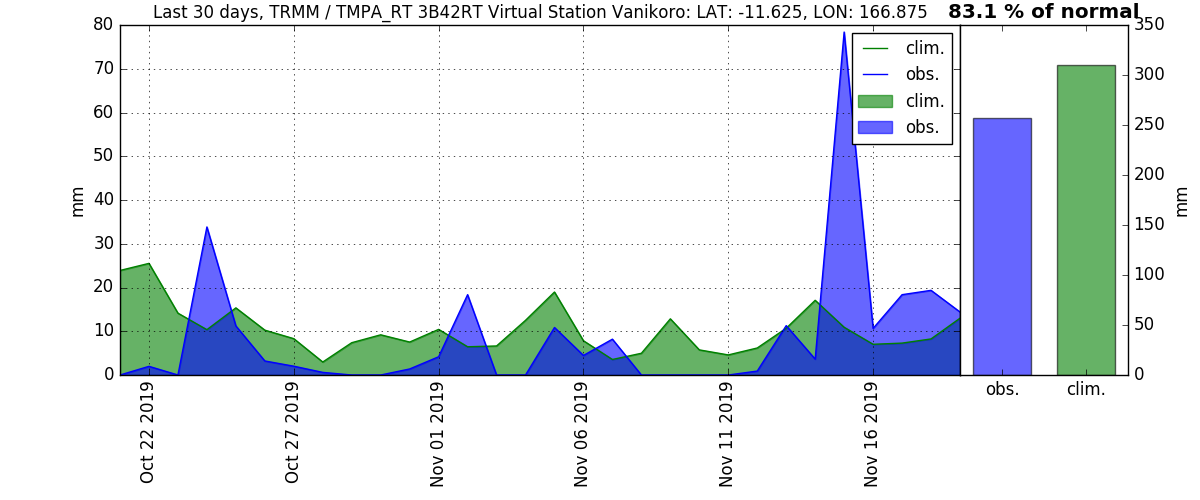 Last 30 days, TRMM / TMPA_RT 3B42RT Virtual Station Vanikoro: LAT: -11.625, LON: 166.875
83.1 % of normal
80
70
60
50
40
30
20
10
0
mm
clim.
obs.
clim.
obs.
Oct 22 2019
Oct 27 2019
Nov 01 2019
Nov 06 2019
Nov 11 2019
Nov 16 2019
350
300
250
200
150
100
50
0
mm
obs.
clim.